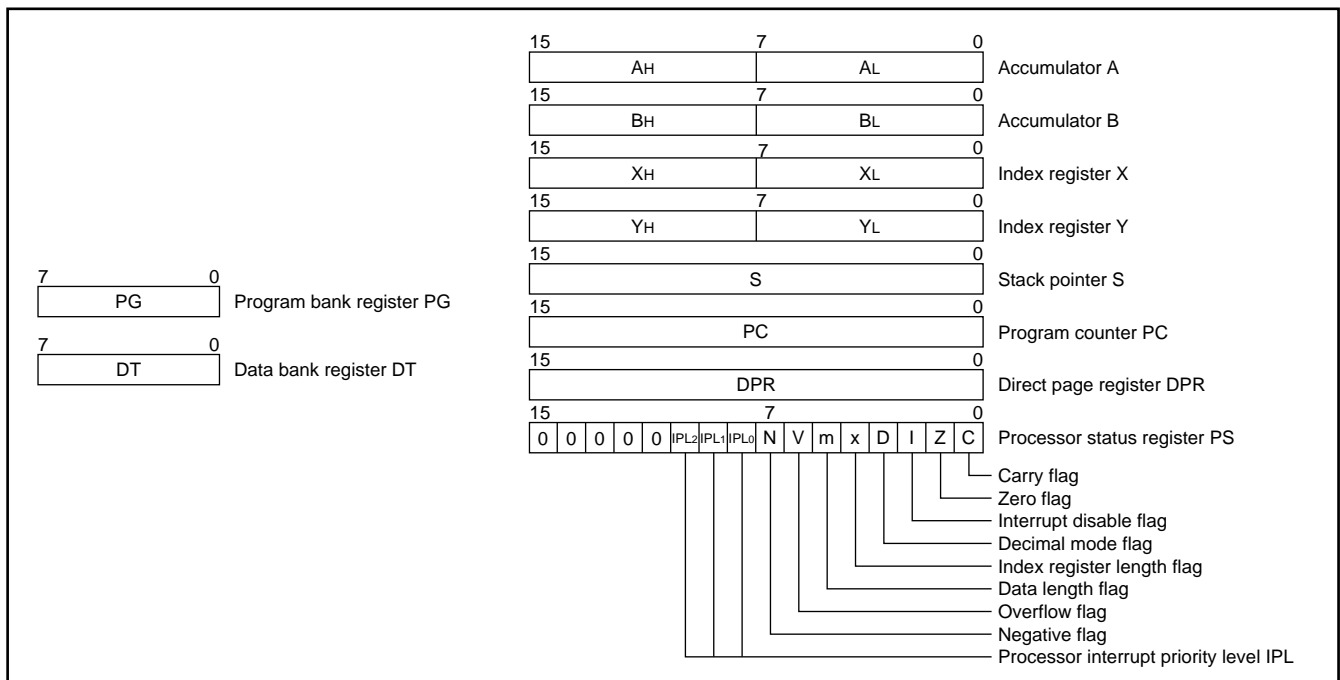 15 7 0
AH AL Accumulator A
15 7 0
BH BL Accumulator B
15 7 0
XH XL Index register X
15 7 0
YH YL Index register Y
15 0
S Stack pointer S
7 0
PG Program bank register PG
15 0
PC Program counter PC
7 0
DT Data bank register DT
15 0
DPR Direct page register DPR
15 7 0
0 0 0 0 0 IPL2 IPL1 IPL0 N V m x D I Z C Processor status register PS
Carry flag
Zero flag
Interrupt disable flag
Decimal mode flag
Index register length flag
Data length flag
Overflow flag
Negative flag
Processor interrupt priority level IPL